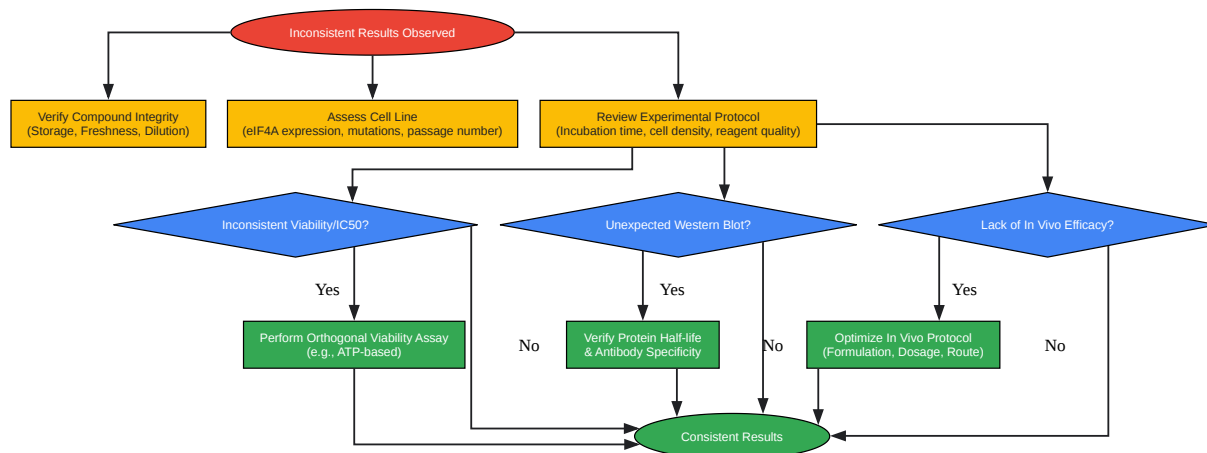 Inconsistent Results Observed
Verify Compound Integrity
(Storage, Freshness, Dilution)
Assess Cell Line
(eIF4A expression, mutations, passage number)
Review Experimental Protocol
(Incubation time, cell density, reagent quality)
Inconsistent Viability/IC50?
Unexpected Western Blot?
Lack of In Vivo Efficacy?
Yes
Yes
Yes
Perform Orthogonal Viability Assay
(e.g., ATP-based)
No
Verify Protein Half-life
& Antibody Specificity
No
Optimize In Vivo Protocol
(Formulation, Dosage, Route)
No
Consistent Results